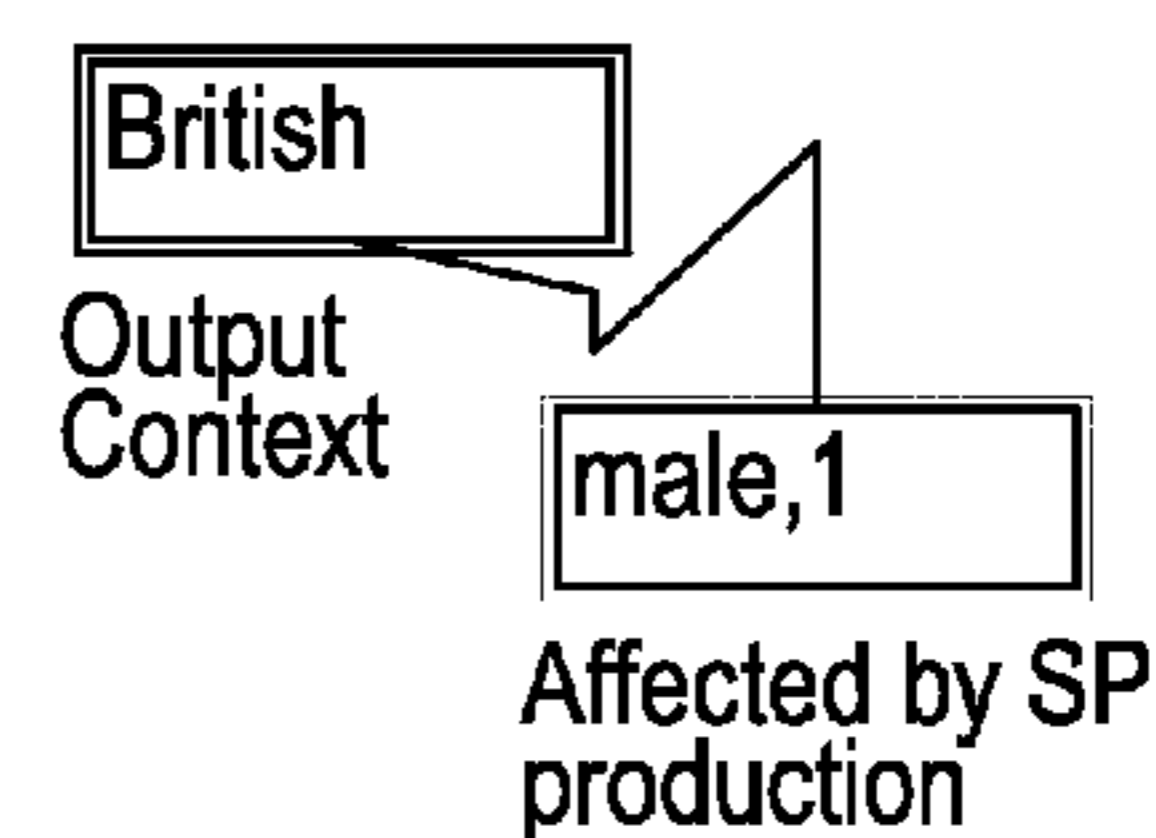 British
Output
Context
male,1
Affected by SP
production